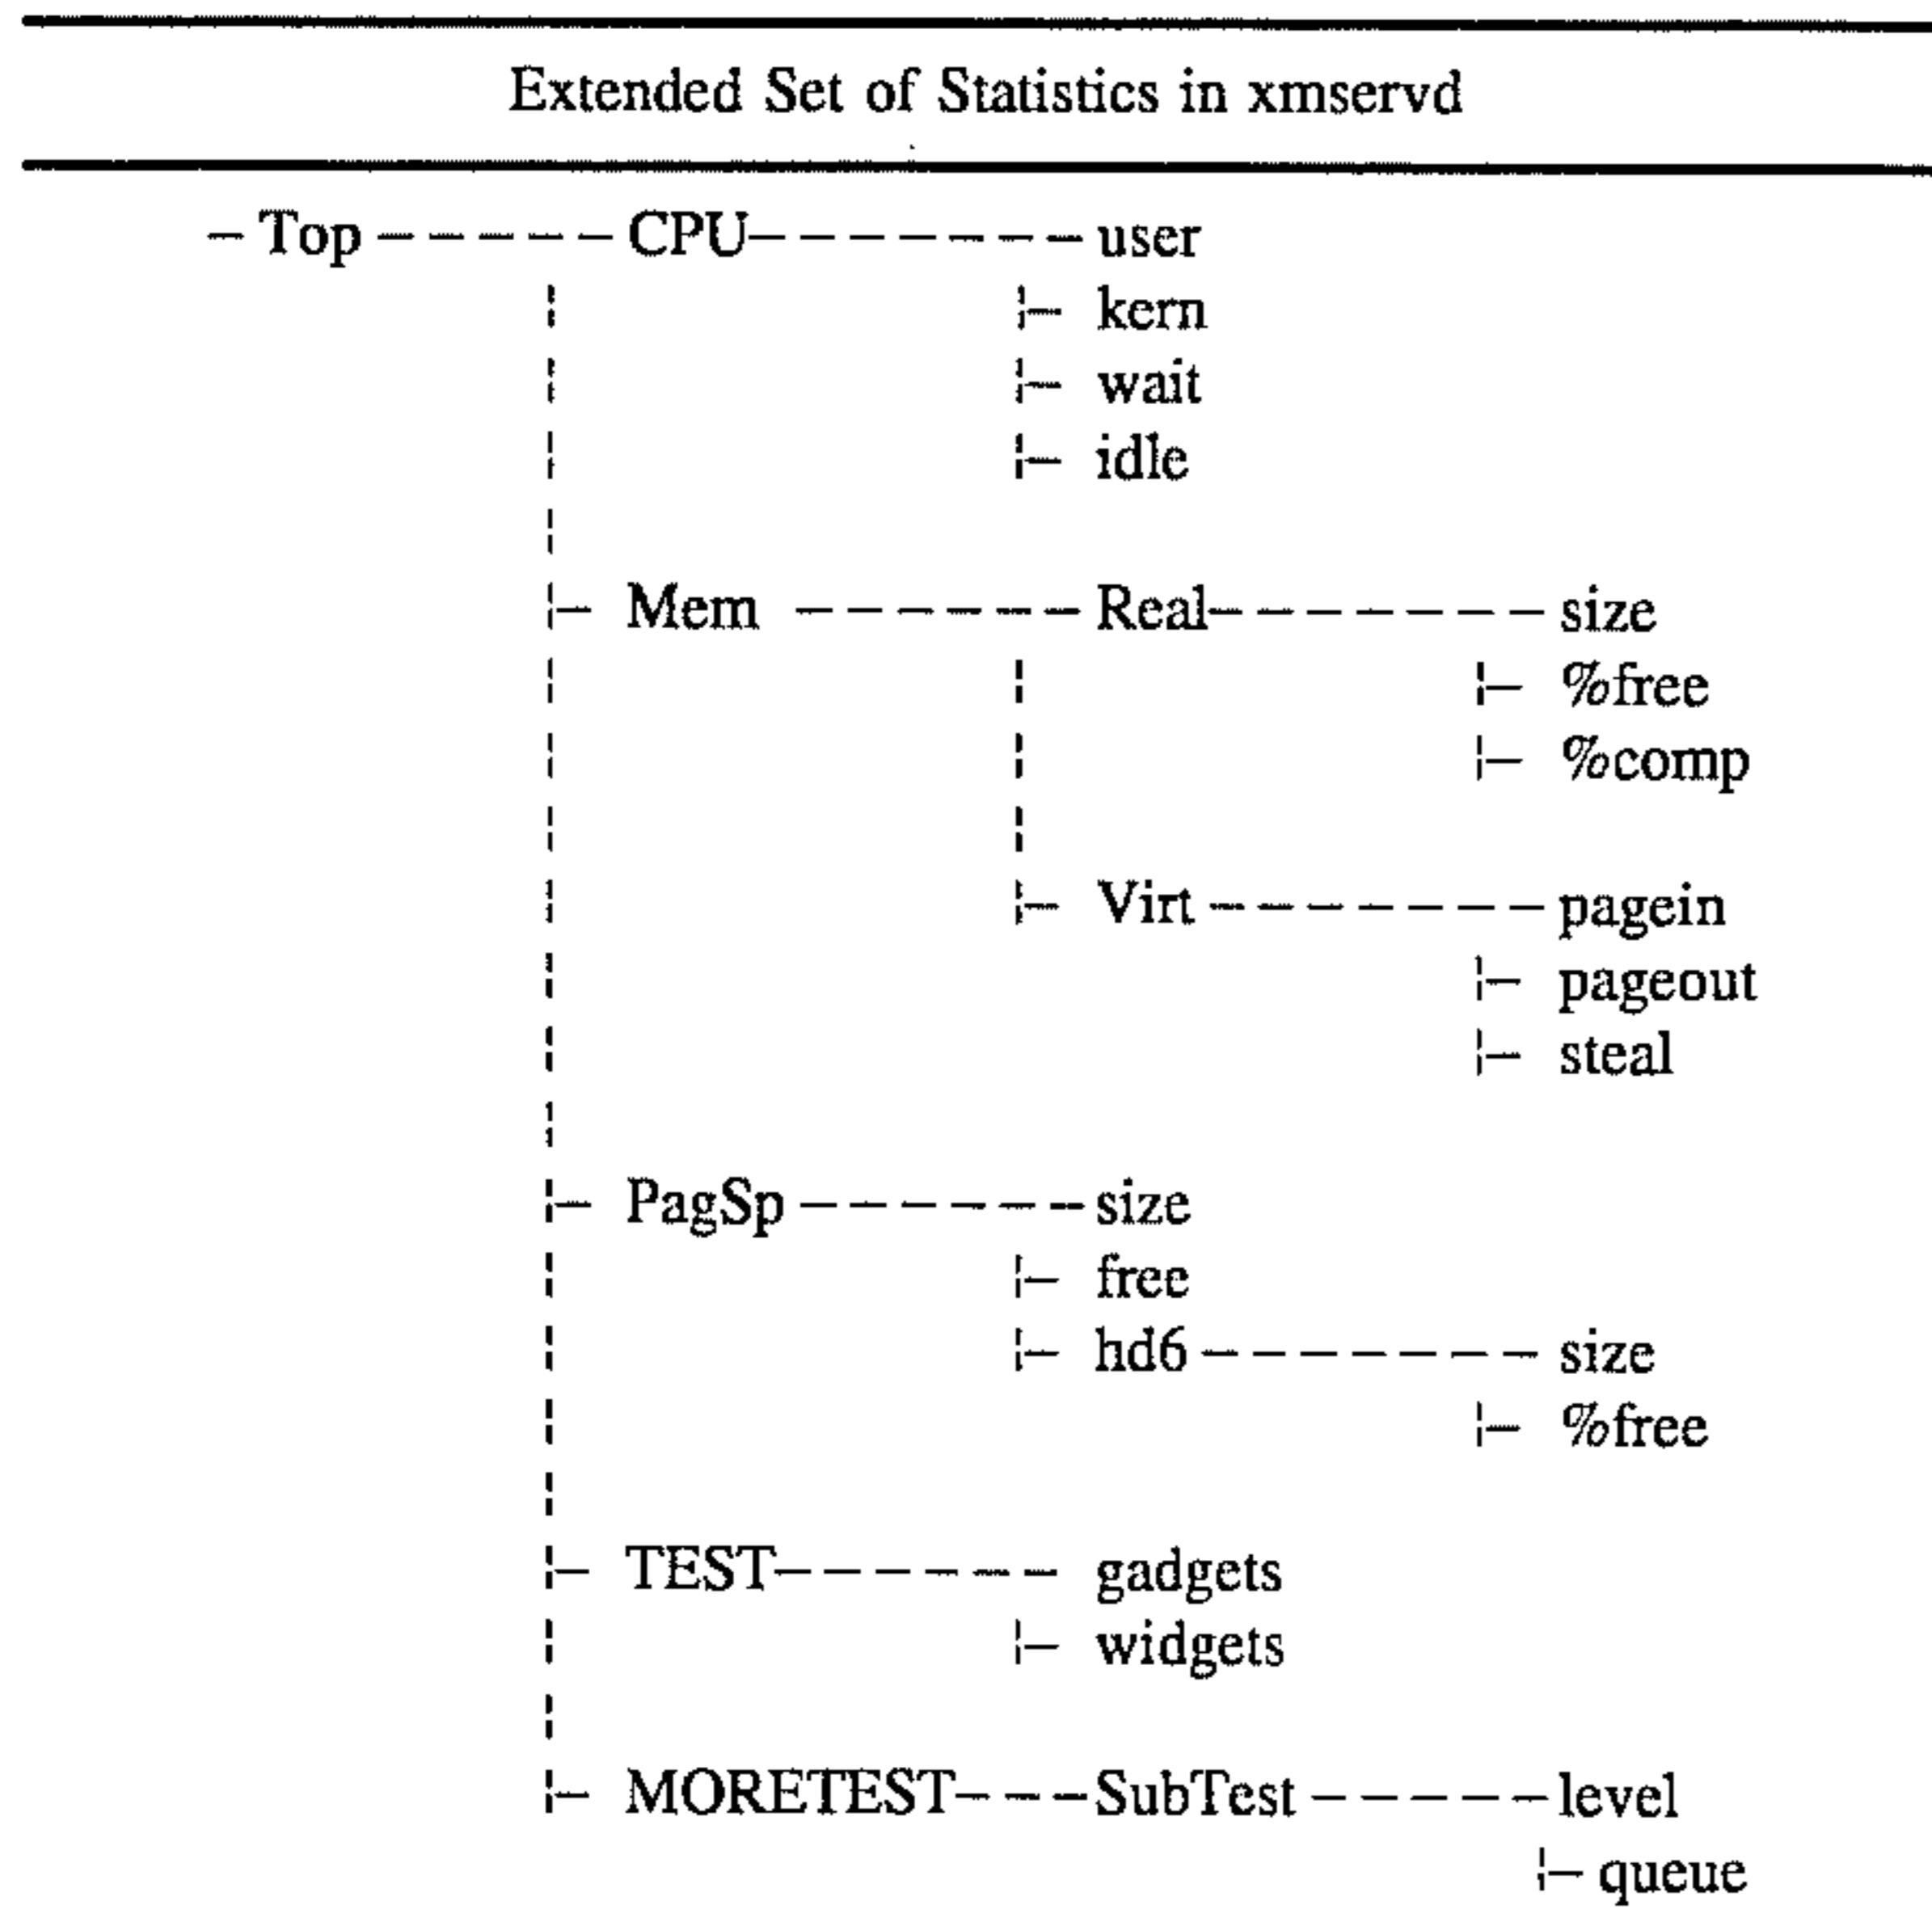 Extended Set of Statistics in xmservd
– Top – – – – – CPU – – – – – – – user
|– kern
|– wait
|– idle
|– Mem – – – – – – Real – – – – – – – size
|– %free
|– %comp
|– Virt – – – – – – – pagein
|– pageout
|– steal
|– PagSp – – – – – – size
|– free
|– hd6 – – – – – – – size
|– %free
|– TEST – – – – – – gadgets
|– widgets
|– MORETEST – – – SubTest – – – – – level
|– queue